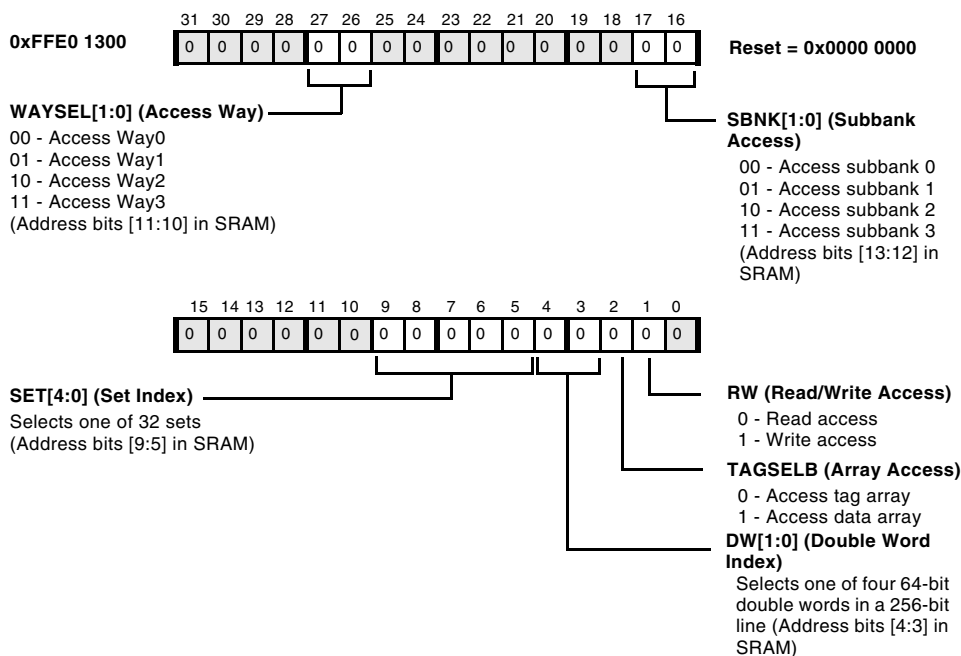 31 30 29 28 27 26 25 24 23 22 21 20 19 18 17 16
0xFFE0 1300
0 0 0 0 0 0 0 0 0 0 0 0 0 0 0 0
Reset = 0x0000 0000
WAYSEL[1:0] (Access Way)
00 - Access Way0
01 - Access Way1
10 - Access Way2
11 - Access Way3
(Address bits [11:10] in SRAM)
SBNK[1:0] (Subbank
Access)
00 - Access subbank 0
01 - Access subbank 1
10 - Access subbank 2
11 - Access subbank 3
(Address bits [13:12] in
SRAM)
15 14 13 12 11 10 9 8 7 6 5 4 3 2 1 0
0 0 0 0 0 0 0 0 0 0 0 0 0 0 0 0
SET[4:0] (Set Index)
Selects one of 32 sets
(Address bits [9:5] in SRAM)
RW (Read/Write Access)
0 - Read access
1 - Write access
TAGSELB (Array Access)
0 - Access tag array
1 - Access data array
DW[1:0] (Double Word
Index)
Selects one of four 64-bit
double words in a 256-bit
line (Address bits [4:3] in
SRAM)